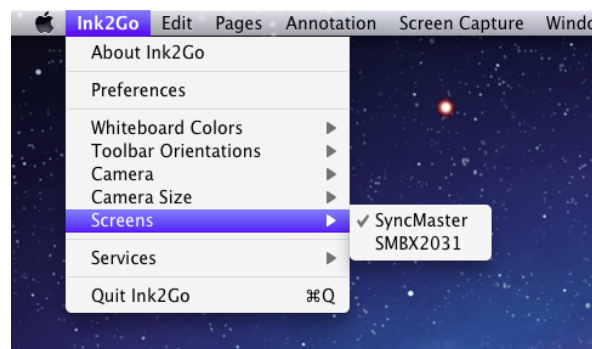 Ink2Go Edit Pages Annotation Screen Capture
About Ink2Go
Preferences
Whiteboard Colors
Toolbar Orientations
Camera
Camera Size
Screens
✓ SyncMaster
SMBX2031
Services
Quit Ink2Go ⌘Q